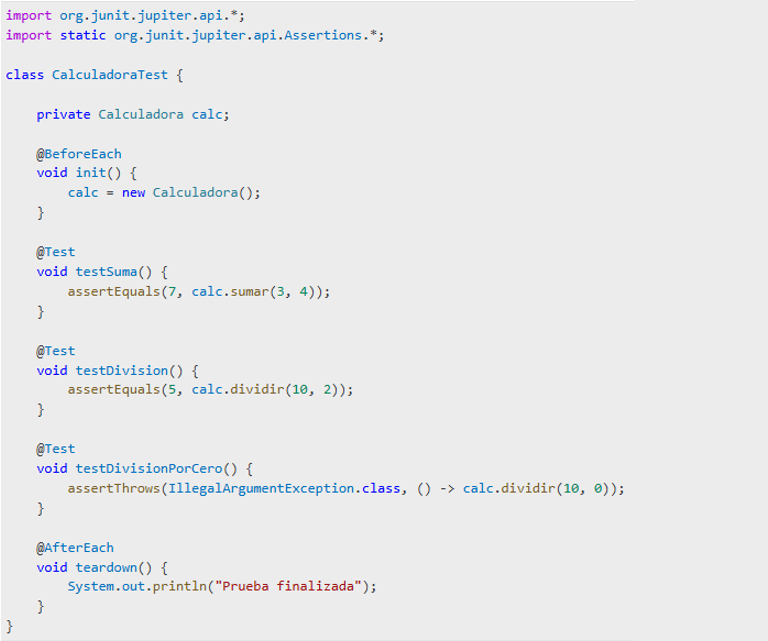 import org.junit.jupiter.api.*;
import static org.junit.jupiter.api.Assertions.*;
class CalculadoraTest {
private Calculadora calc;
@BeforeEach
void init() {
calc = new Calculadora();
}
@Test
void testSuma() {
assertEquals(7, calc.sumar(3, 4));
}
@Test
void testDivision() {
assertEquals(5, calc.dividir(10, 2));
}
@Test
void testDivisionPorCero() {
assertThrows(IllegalArgumentException.class, () -> calc.dividir(10, 0));
}
@AfterEach
void teardown() {
System.out.println("Prueba finalizada");
}
}